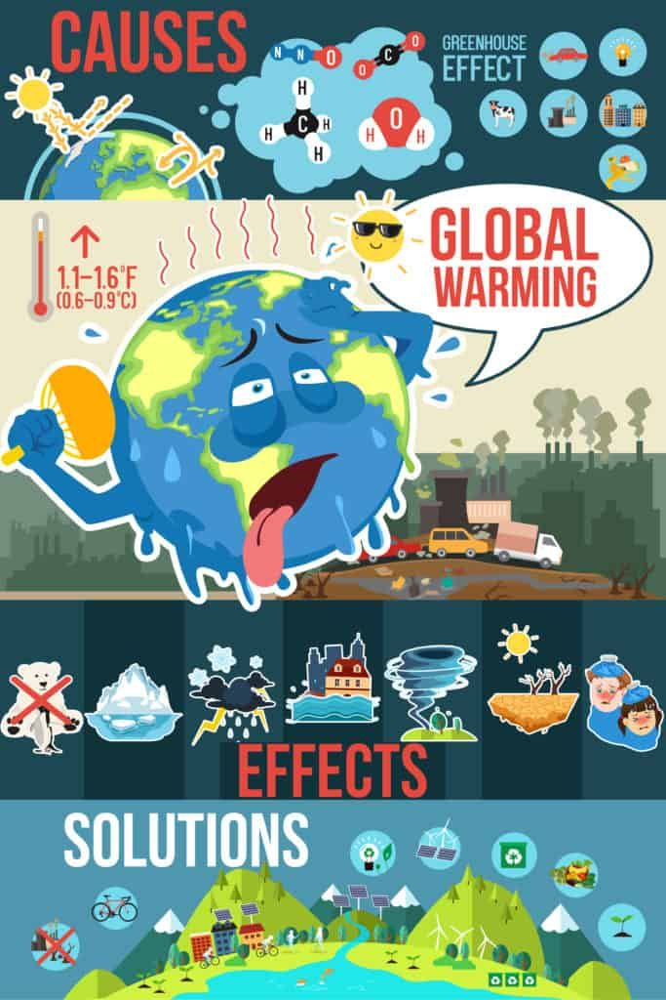 CAUSES
N N O
O C O
GREENHOUSE
EFFECT
H
H C H
H
O
H H
1.1–1.6°F
(0.6–0.9°C)
GLOBAL
WARMING
EFFECTS
SOLUTIONS